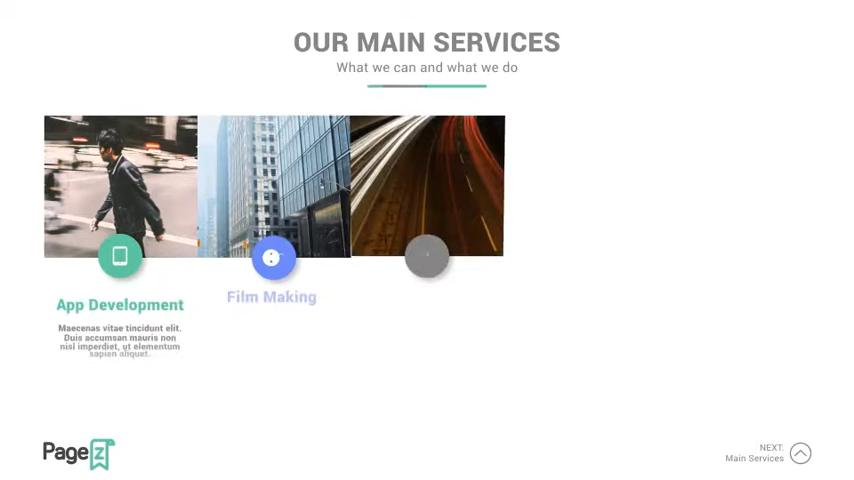 OUR MAIN SERVICES
What we can and what we do
App Development
Film Making
Maecenas vitae tincidunt elit.
Duis accumsan mauris non
nisl imperdiet, ut elementum
sapien aliquet.
Page Z
NEXT:
Main Services